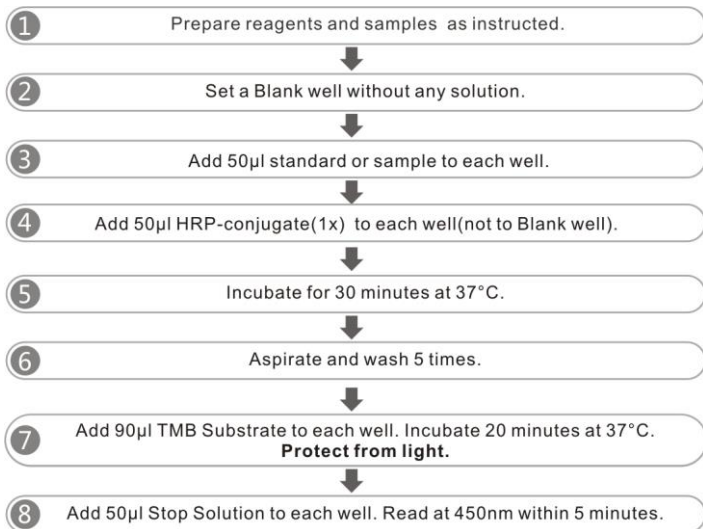 1 Prepare reagents and samples as instructed.
2 Set a Blank well without any solution.
3 Add 50µl standard or sample to each well.
4 Add 50µl HRP-conjugate(1x) to each well(not to Blank well).
5 Incubate for 30 minutes at 37°C.
6 Aspirate and wash 5 times.
7 Add 90µl TMB Substrate to each well. Incubate 20 minutes at 37°C.
Protect from light.
8 Add 50µl Stop Solution to each well. Read at 450nm within 5 minutes.